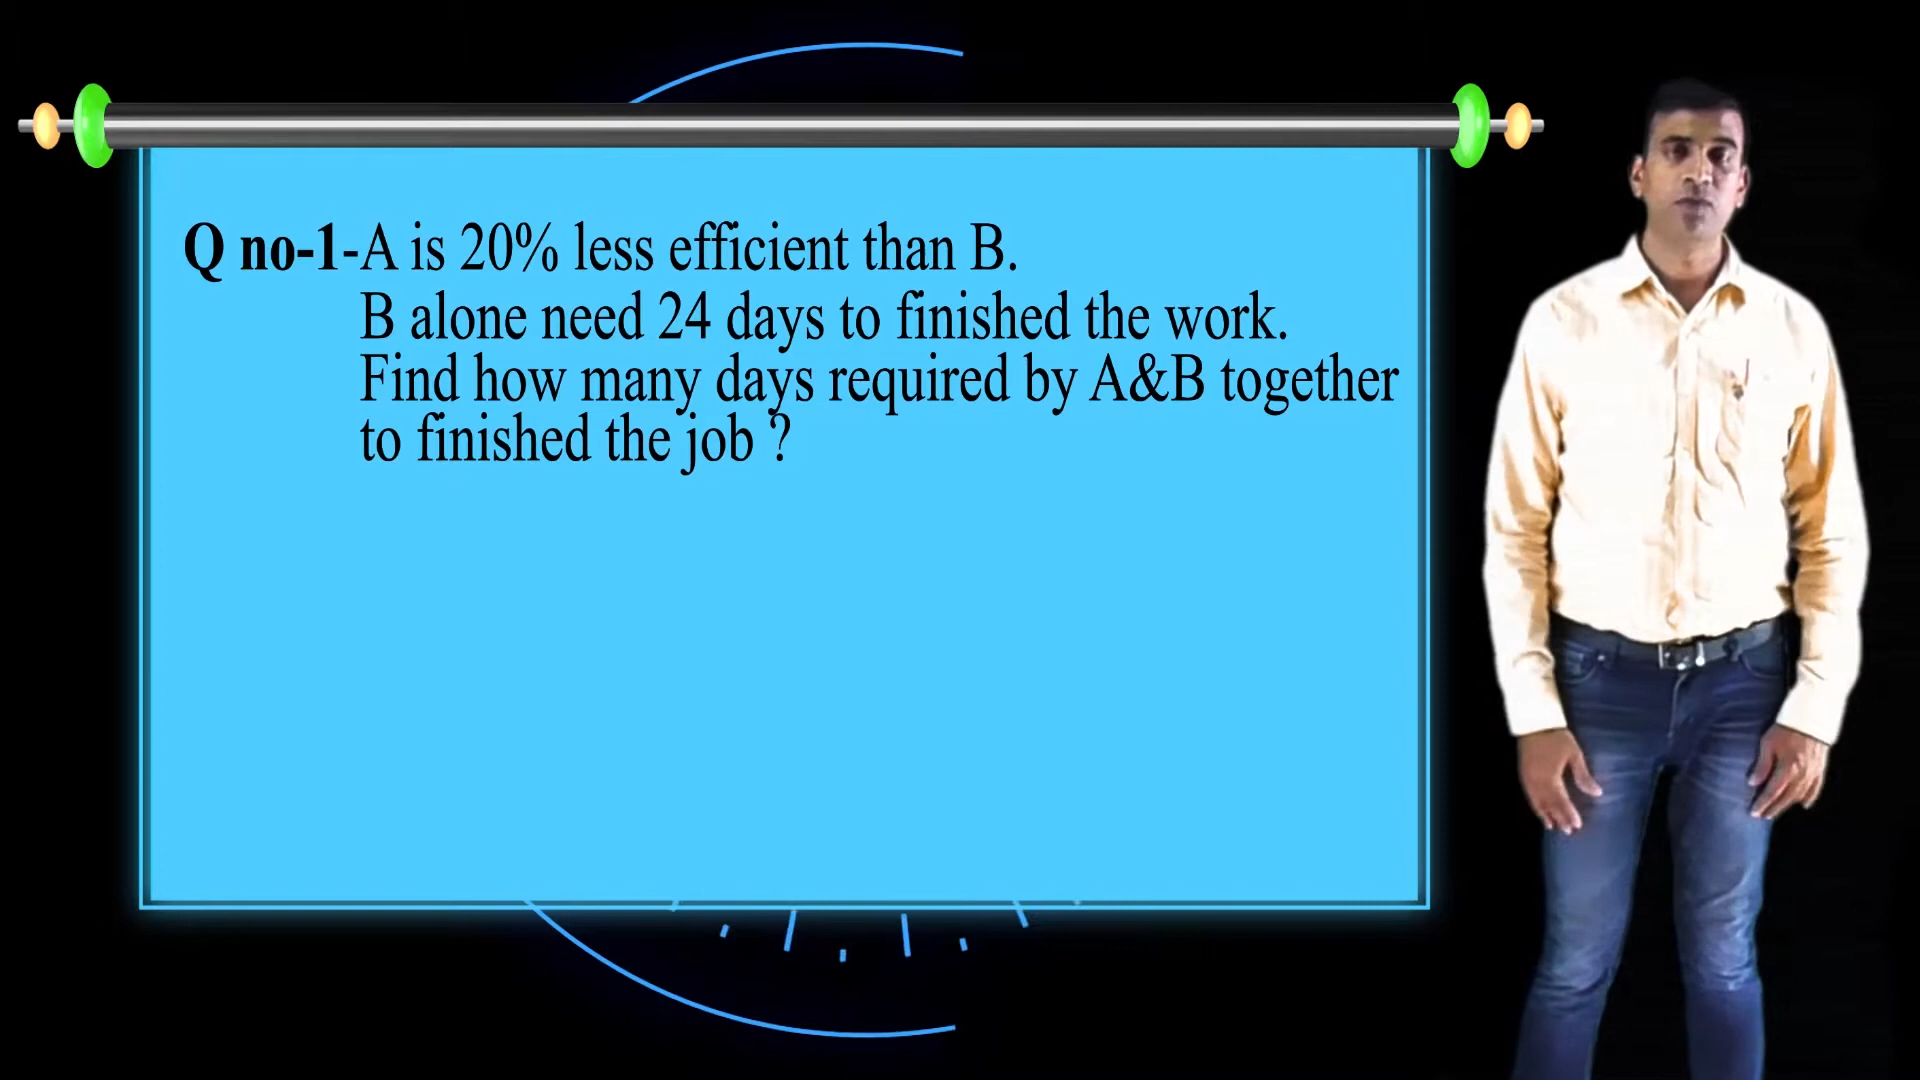 Q no-1-A is 20% less efficient than B.
B alone need 24 days to finished the work.
Find how many days required by A&B together
to finished the job ?